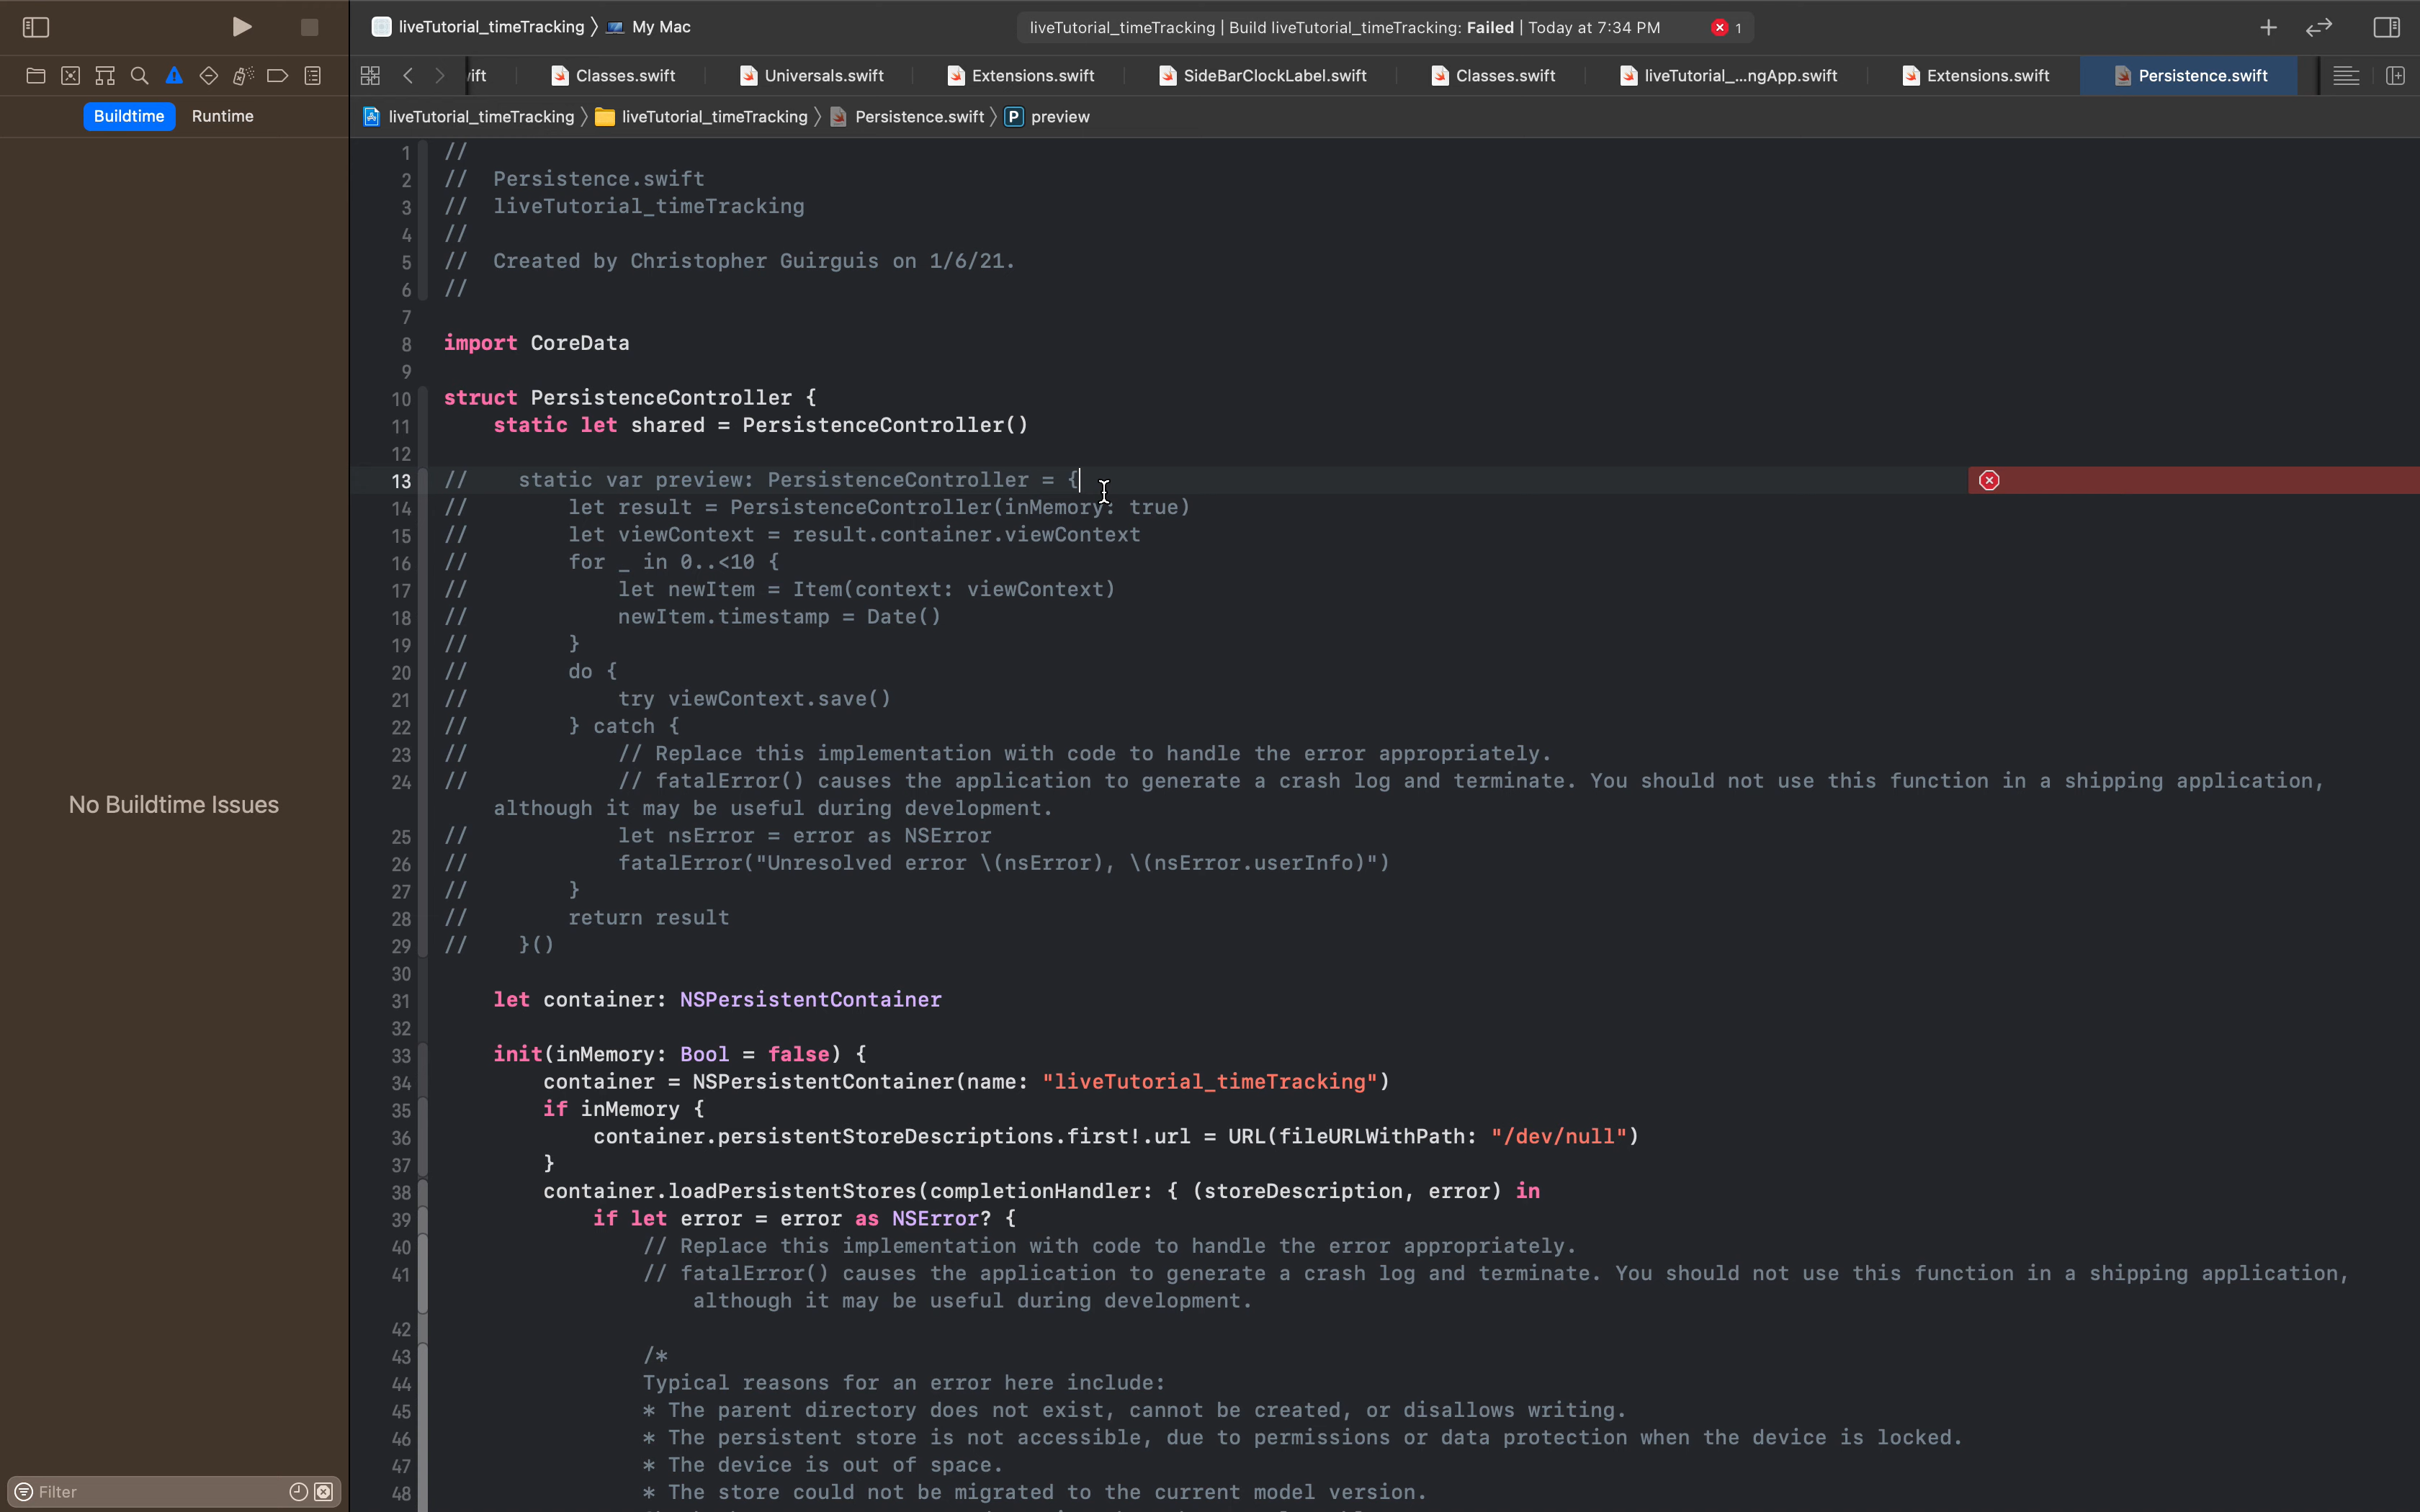 liveTutorial_timeTracking 〉 My Mac
liveTutorial_timeTracking | Build liveTutorial_timeTracking: Failed | Today at 7:34 PM 1
ift Classes.swift Universals.swift Extensions.swift SideBarClockLabel.swift Classes.swift liveTutorial_...ngApp.swift Extensions.swift Persistence.swift
Buildtime Runtime
liveTutorial_timeTracking 〉 liveTutorial_timeTracking 〉 Persistence.swift 〉 P preview
1 //
2 //  Persistence.swift
3 //  liveTutorial_timeTracking
4 //
5 //  Created by Christopher Guirguis on 1/6/21.
6 //
7
8 import CoreData
9
10 struct PersistenceController {
11     static let shared = PersistenceController()
12
13 //    static var preview: PersistenceController = {
14 //        let result = PersistenceController(inMemory: true)
15 //        let viewContext = result.container.viewContext
16 //        for _ in 0..<10 {
17 //            let newItem = Item(context: viewContext)
18 //            newItem.timestamp = Date()
19 //        }
20 //        do {
21 //            try viewContext.save()
22 //        } catch {
23 //            // Replace this implementation with code to handle the error appropriately.
24 //            // fatalError() causes the application to generate a crash log and terminate. You should not use this function in a shipping application,
although it may be useful during development.
25 //            let nsError = error as NSError
26 //            fatalError("Unresolved error \(nsError), \(nsError.userInfo)")
27 //        }
28 //        return result
29 //    }()
30
31     let container: NSPersistentContainer
32
33     init(inMemory: Bool = false) {
34         container = NSPersistentContainer(name: "liveTutorial_timeTracking")
35         if inMemory {
36             container.persistentStoreDescriptions.first!.url = URL(fileURLWithPath: "/dev/null")
37         }
38         container.loadPersistentStores(completionHandler: { (storeDescription, error) in
39             if let error = error as NSError? {
40                 // Replace this implementation with code to handle the error appropriately.
41                 // fatalError() causes the application to generate a crash log and terminate. You should not use this function in a shipping application,
although it may be useful during development.
42
43                 /*
44                 Typical reasons for an error here include:
45                 * The parent directory does not exist, cannot be created, or disallows writing.
46                 * The persistent store is not accessible, due to permissions or data protection when the device is locked.
47                 * The device is out of space.
48                 * The store could not be migrated to the current model version.
No Buildtime Issues
Filter